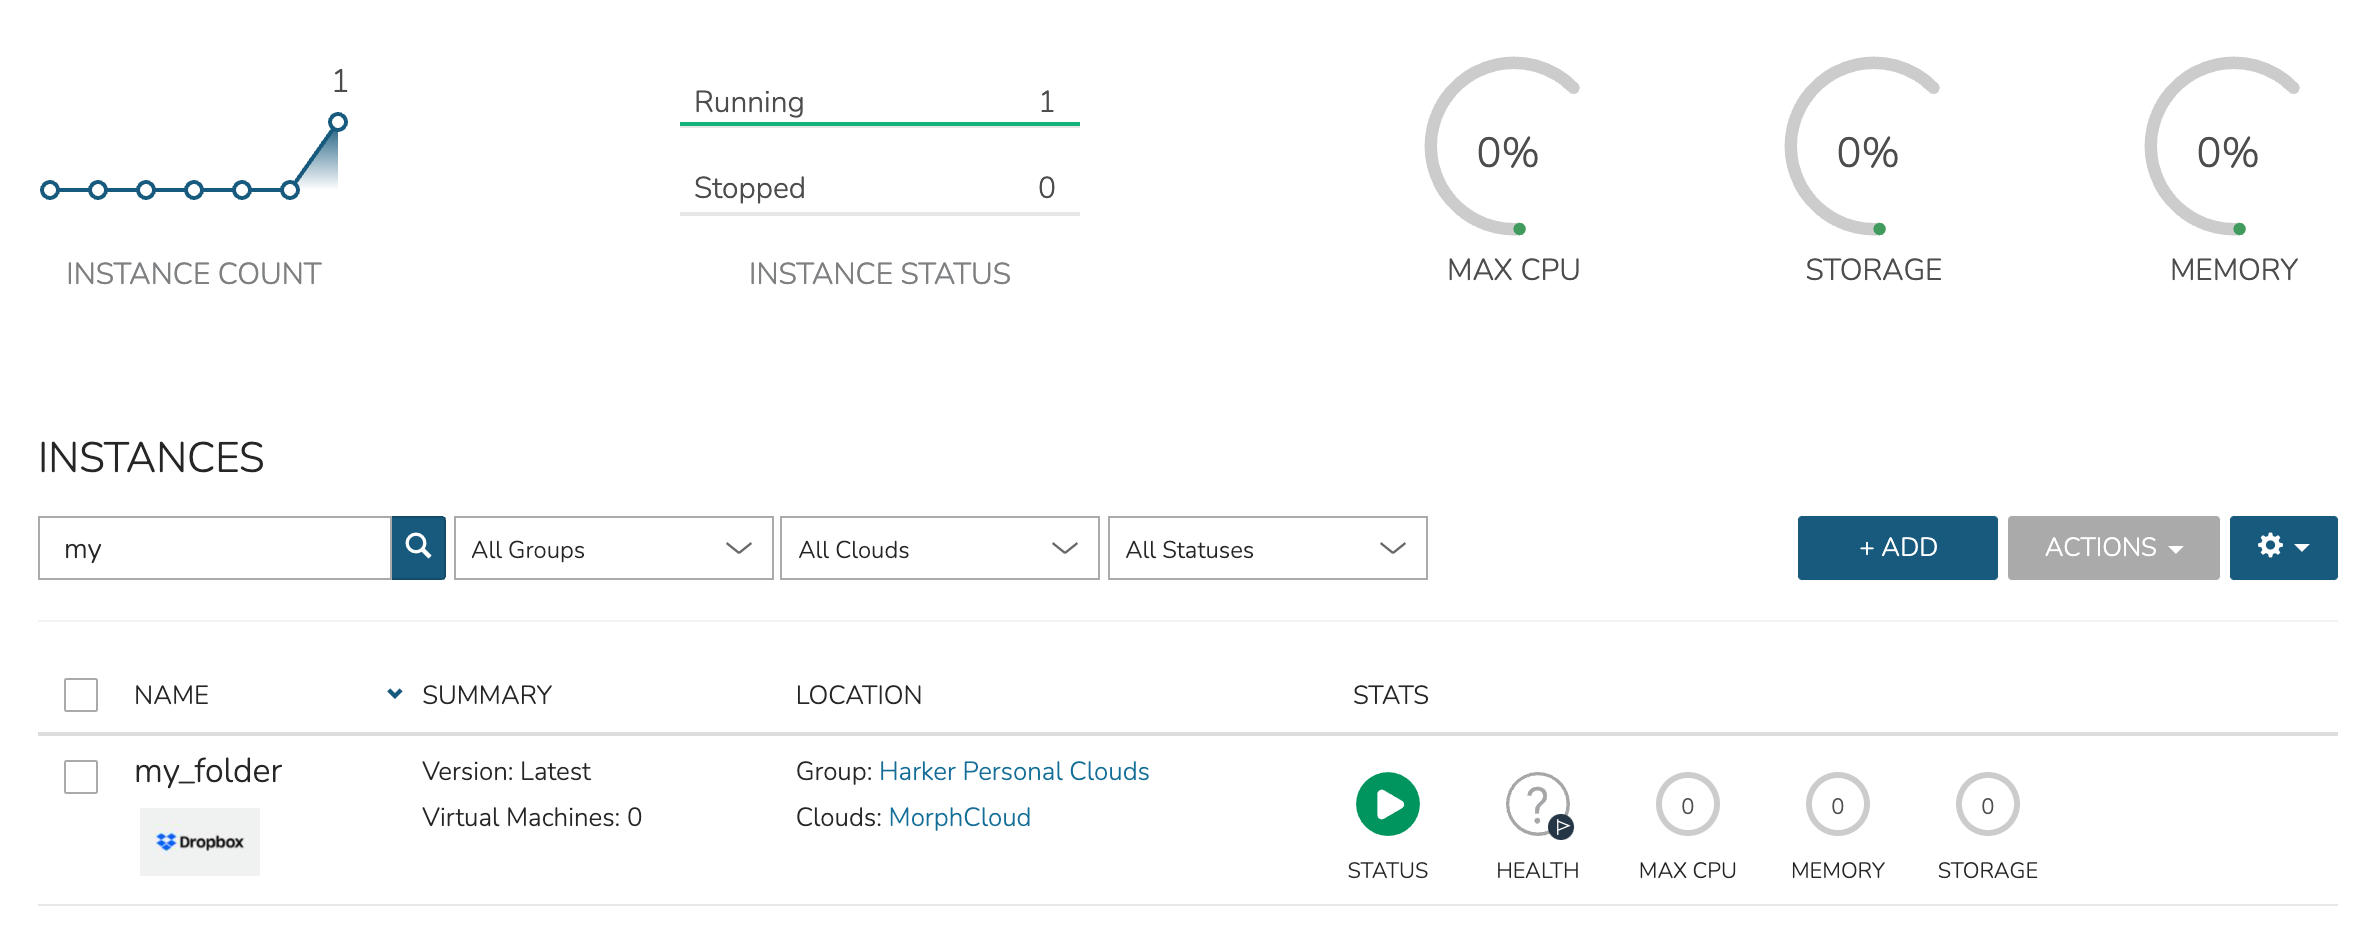 1
Running 1
Stopped 0
0%
0%
0%
INSTANCE COUNT
INSTANCE STATUS
MAX CPU
STORAGE
MEMORY
INSTANCES
my
All Groups
All Clouds
All Statuses
+ ADD
ACTIONS
NAME
SUMMARY
LOCATION
STATS
my_folder
Dropbox
Version: Latest
Virtual Machines: 0
Group: Harker Personal Clouds
Clouds: MorphCloud
?
0
0
0
STATUS
HEALTH
MAX CPU
MEMORY
STORAGE